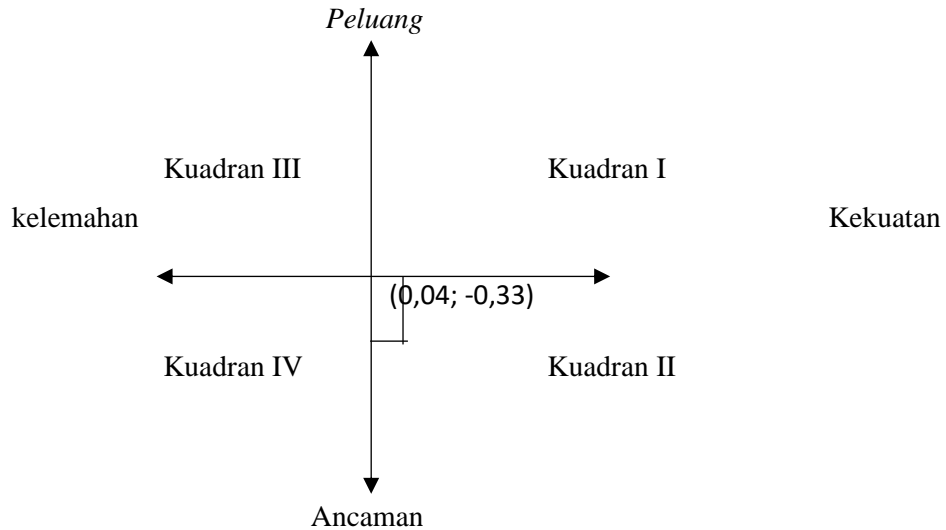 Peluang
Kuadran III
Kuadran I
kelemahan
Kekuatan
(0,04; -0,33)
Kuadran IV
Kuadran II
Ancaman